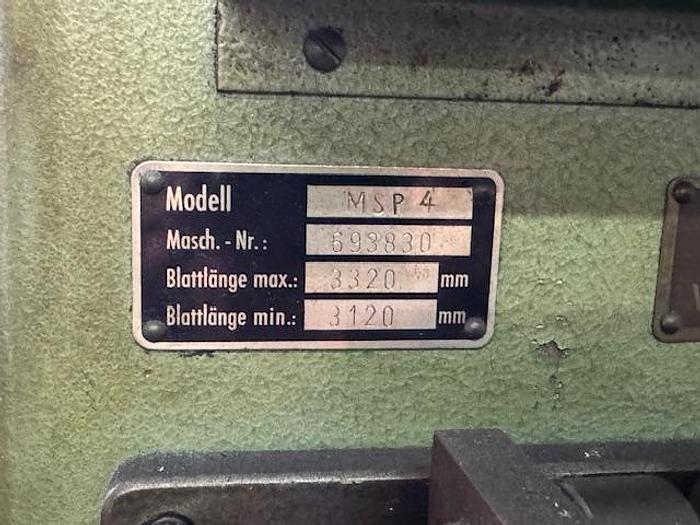 Modell MSP 4
Masch.-Nr.: 693830
Blattlänge max.: 3320 mm
Blattlänge min.: 3120 mm